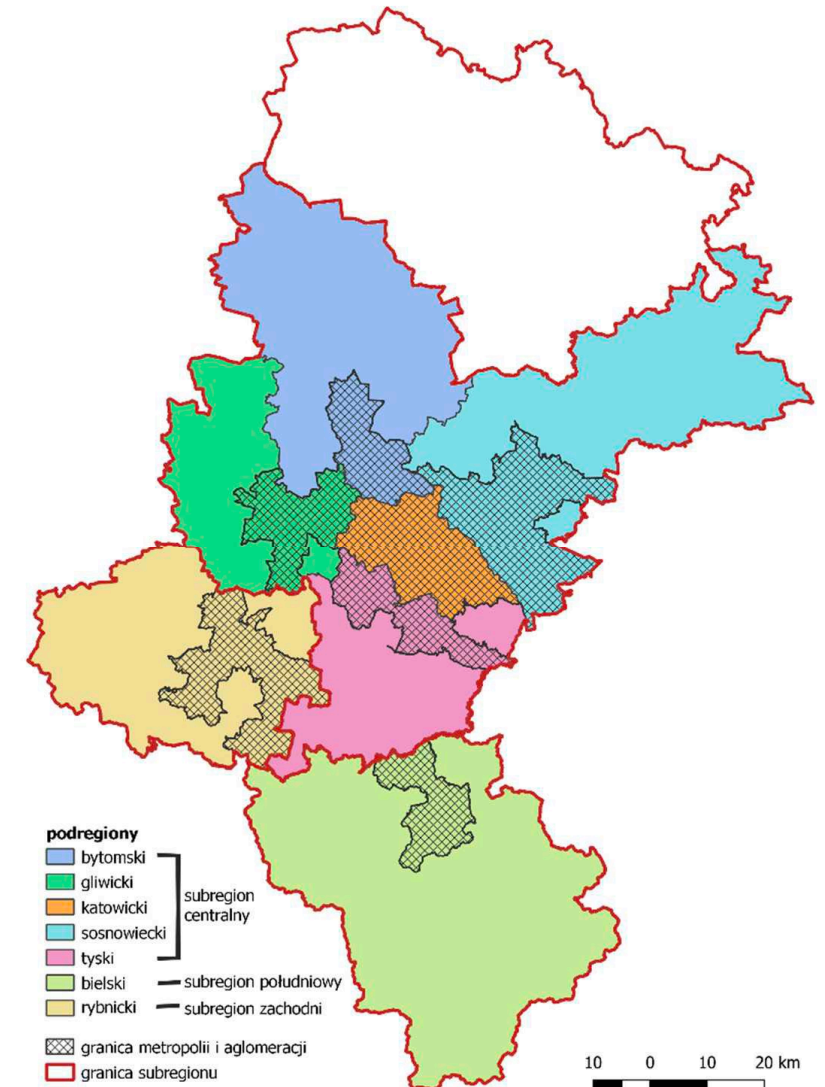 podregiony
bytomski
gliwicki
katowicki
sosnowiecki
tyski
subregion
centralny
bielski
subregion południowy
rybnicki
subregion zachodni
granica metropolii i aglomeracji
granica subregionu
10 0 10 20 km